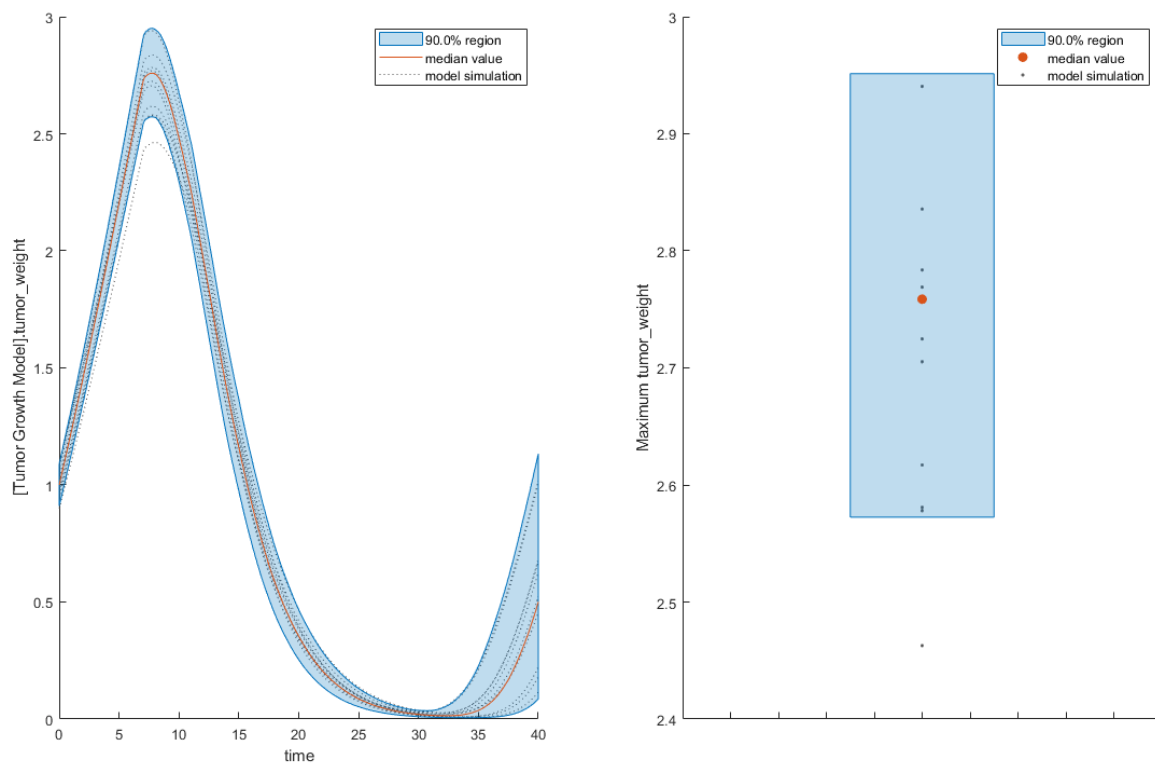 [Tumor Growth Model].tumor_weight
3
2.5
2
1.5
1
0.5
0
0
5
10
15
20
25
30
35
40
time
90.0% region
median value
model simulation
Maximum tumor_weight
3
2.9
2.8
2.7
2.6
2.5
2.4
90.0% region
median value
model simulation